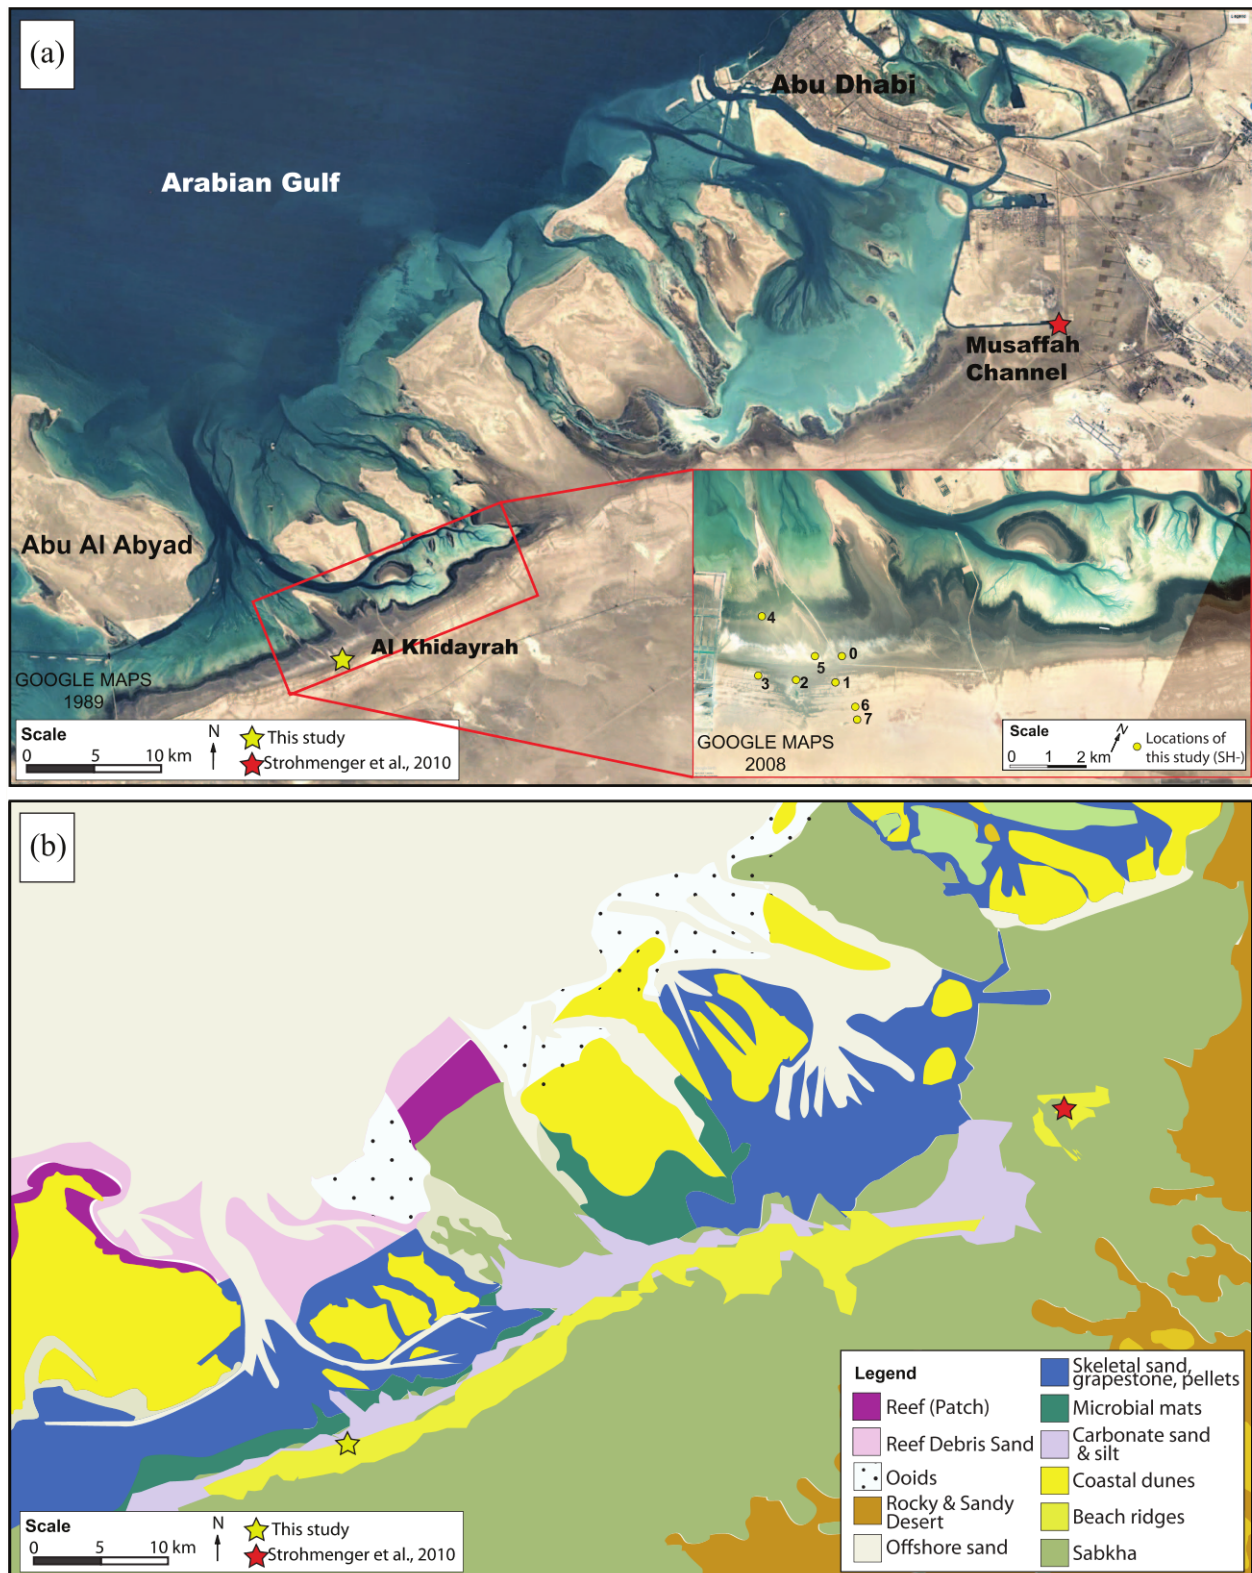 (a)
Abu Dhabi
Arabian Gulf
Musaffah
Channel
Abu Al Abyad
Al Khidayrah
GOOGLE MAPS
1989
Scale
0 5 10 km
N
This study
Strohmenger et al., 2010
4
5
0
3
2
1
6
7
GOOGLE MAPS
2008
Scale
0 1 2 km
N
Locations of
this study (SH-)
(b)
Scale
0 5 10 km
N
This study
Strohmenger et al., 2010
Legend
Reef (Patch)
Reef Debris Sand
Ooids
Rocky & Sandy
Desert
Offshore sand
Skeletal sand,
grapestone, pellets
Microbial mats
Carbonate sand
& silt
Coastal dunes
Beach ridges
Sabkha